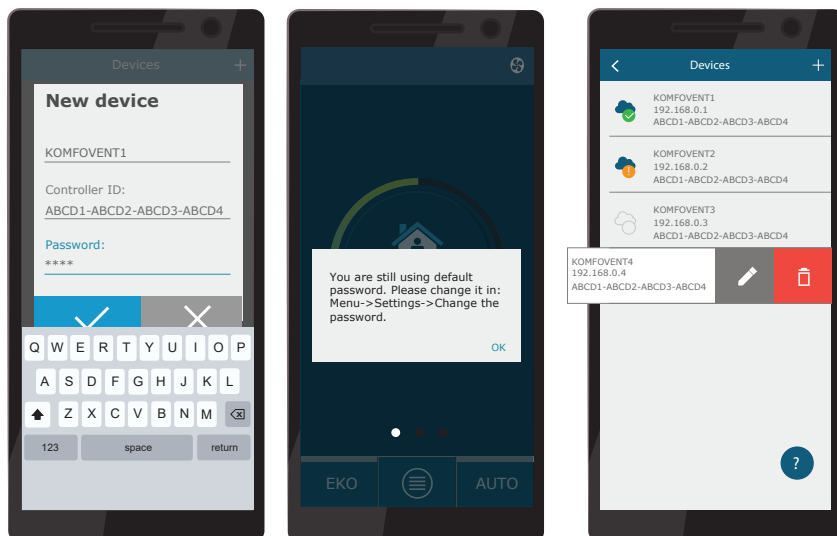 Devices +
New device
KOMFOVENT1
Controller ID:
ABCD1-ABCD2-ABCD3-ABCD4
Password:
****
Q W E R T Y U I O P
A S D F G H J K L
Z X C V B N M
123 space return
You are still using default
password. Please change it in:
Menu->Settings->Change the
password.
OK
EKO AUTO
Devices +
KOMFOVENT1
192.168.0.1
ABCD1-ABCD2-ABCD3-ABCD4
KOMFOVENT2
192.168.0.2
ABCD1-ABCD2-ABCD3-ABCD4
KOMFOVENT3
192.168.0.3
ABCD1-ABCD2-ABCD3-ABCD4
KOMFOVENT4
192.168.0.4
ABCD1-ABCD2-ABCD3-ABCD4
?